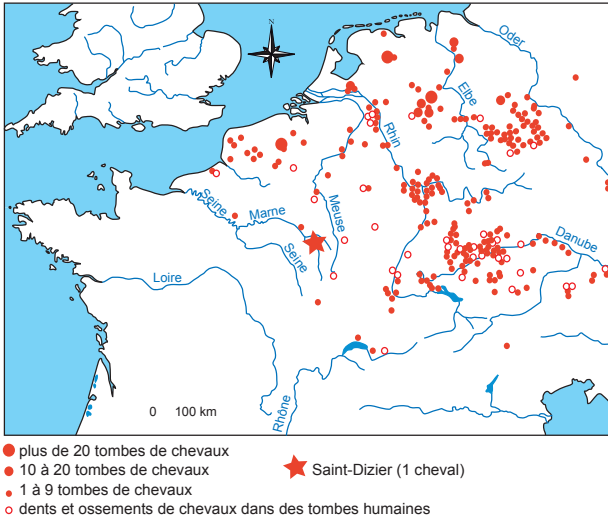 N
Oder
Elbe
Rhin
Meuse
Seine
Marne
Seine
Danube
Loire
Rhône
0 100 km
plus de 20 tombes de chevaux
10 à 20 tombes de chevaux
Saint-Dizier (1 cheval)
1 à 9 tombes de chevaux
dents et ossements de chevaux dans des tombes humaines